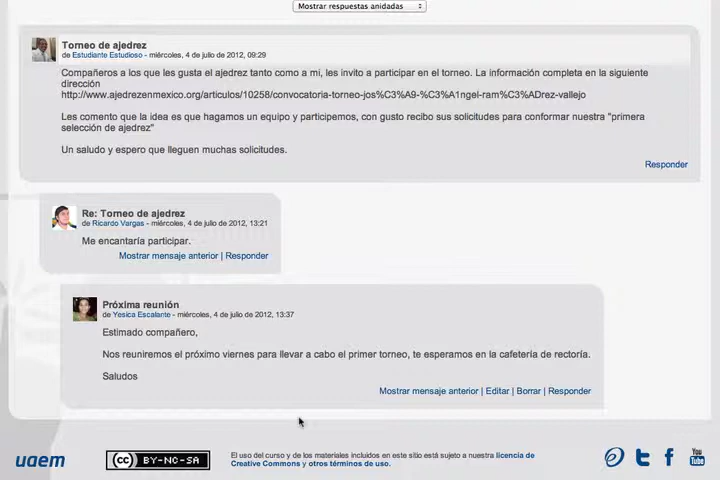 Mostrar respuestas anidadas
Torneo de ajedrez
de Estudiante Estudioso - miércoles, 4 de julio de 2012, 09:29
Compañeros a los que les gusta el ajedrez tanto como a mi, les invito a participar en el torneo. La información completa en la siguiente
dirección
http://www.ajedrezenmexico.org/articulos/10258/convocatoria-torneo-jos%C3%A9-%C3%A1ngel-ram%C3%ADrez-vallejo
Les comento que la idea es que hagamos un equipo y participemos, con gusto recibo sus solicitudes para conformar nuestra "primera
selección de ajedrez"
Un saludo y espero que lleguen muchas solicitudes.
Responder
Re: Torneo de ajedrez
de Ricardo Vargas - miércoles, 4 de julio de 2012, 13:21
Me encantaría participar.
Mostrar mensaje anterior | Responder
Próxima reunión
de Yesica Escalante - miércoles, 4 de julio de 2012, 13:37
Estimado compañero,
Nos reuniremos el próximo viernes para llevar a cabo el primer torneo, te esperamos en la cafetería de rectoría.
Saludos
Mostrar mensaje anterior | Editar | Borrar | Responder
uaem
cc BY-NC-SA
El uso del curso y de los materiales incluidos en este sitio está sujeto a nuestra licencia de
Creative Commons y otros términos de uso.
You Tube